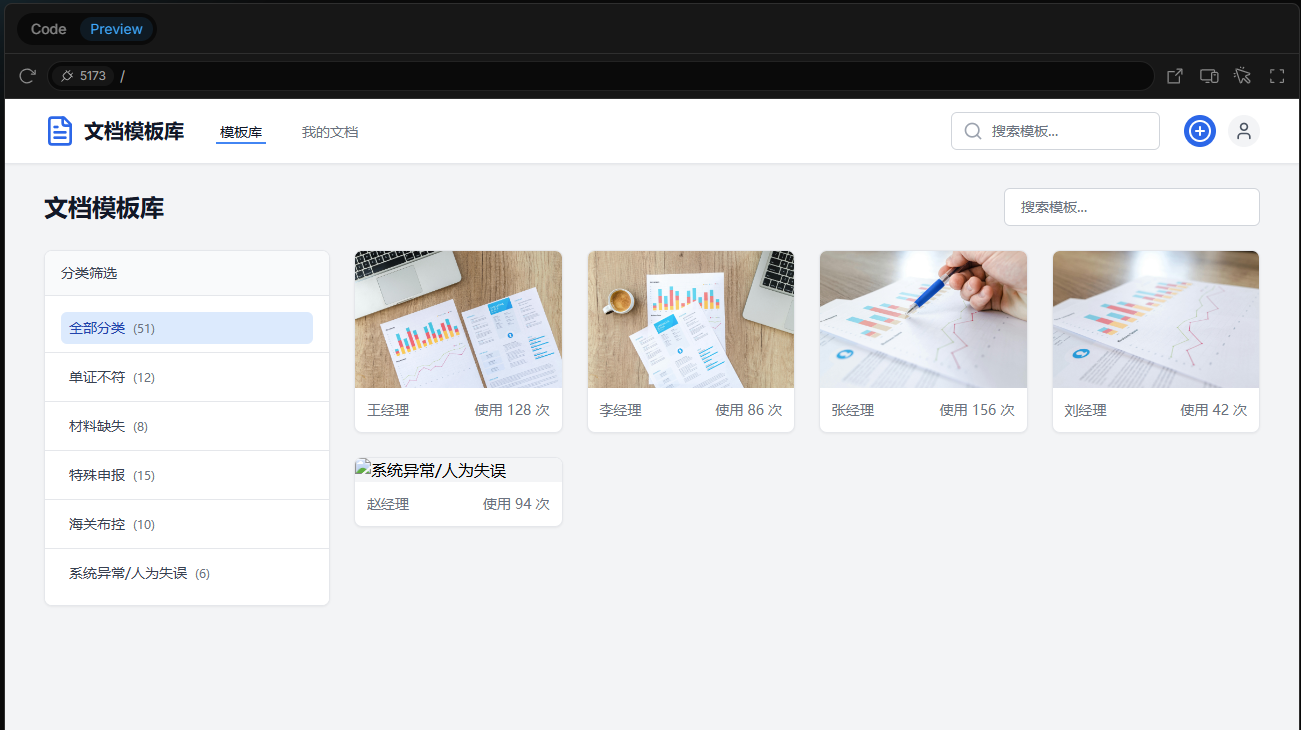 Code Preview
5173 /
文档模板库 模板库 我的文档 搜索模板...
文档模板库 搜索模板...
分类筛选
全部分类 (51)
单证不符 (12)
材料缺失 (8)
特殊申报 (15)
海关布控 (10)
系统异常/人为失误 (6)
王经理 使用 128 次
李经理 使用 86 次
张经理 使用 156 次
刘经理 使用 42 次
系统异常/人为失误
赵经理 使用 94 次